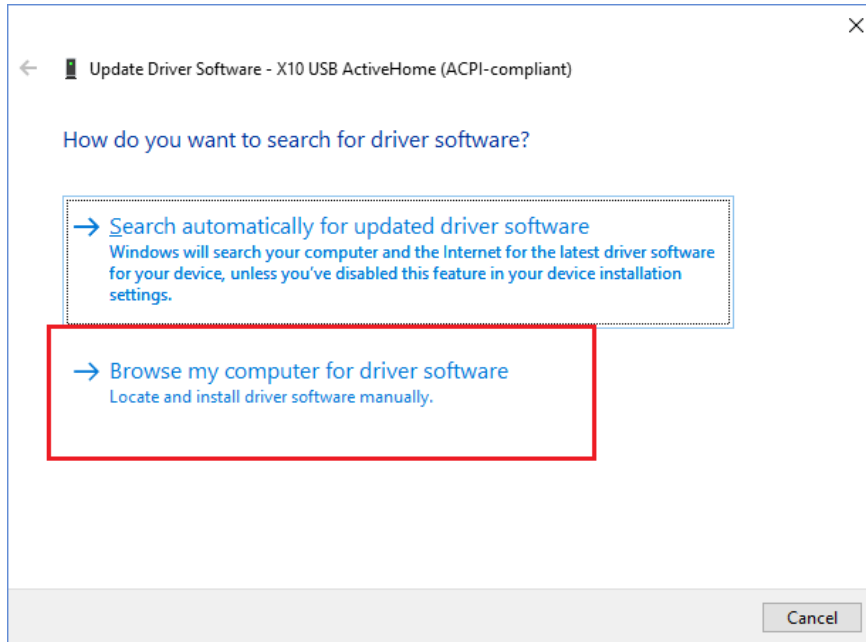 Update Driver Software - X10 USB ActiveHome (ACPI-compliant)
How do you want to search for driver software?
Search automatically for updated driver software
Windows will search your computer and the Internet for the latest driver software
for your device, unless you've disabled this feature in your device installation
settings.
Browse my computer for driver software
Locate and install driver software manually.
Cancel